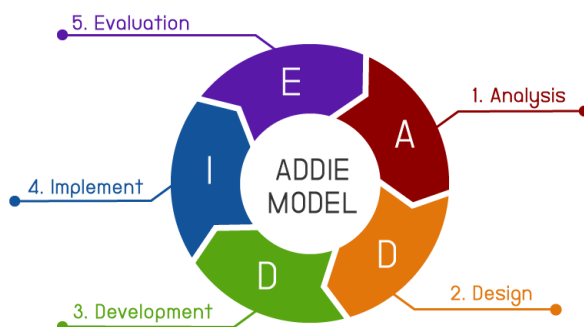 5. Evaluation
1. Analysis
E
A
ADDIE
MODEL
I
4. Implement
D
D
2. Design
3. Development